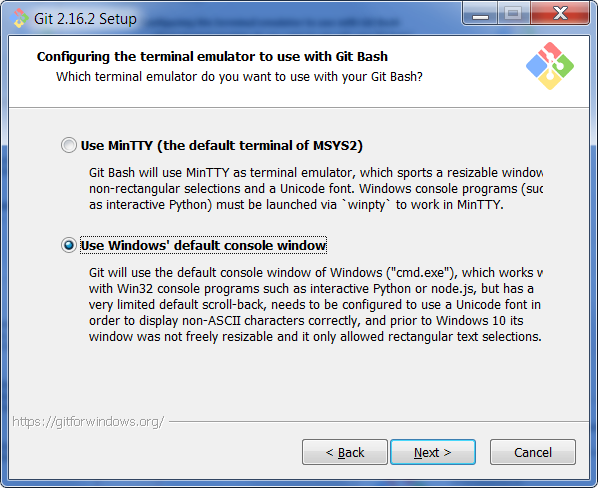 Git 2.16.2 Setup
Configuring the terminal emulator to use with Git Bash
Which terminal emulator do you want to use with your Git Bash?
Use MinTTY (the default terminal of MSYS2)
Git Bash will use MinTTY as terminal emulator, which sports a resizable window
non-rectangular selections and a Unicode font. Windows console programs (suc
as interactive Python) must be launched via `winpty` to work in MinTTY.
Use Windows' default console window
Git will use the default console window of Windows ("cmd.exe"), which works w
with Win32 console programs such as interactive Python or node.js, but has a
very limited default scroll-back, needs to be configured to use a Unicode font in
order to display non-ASCII characters correctly, and prior to Windows 10 its
window was not freely resizable and it only allowed rectangular text selections.
https://gitforwindows.org/
< Back
Next >
Cancel